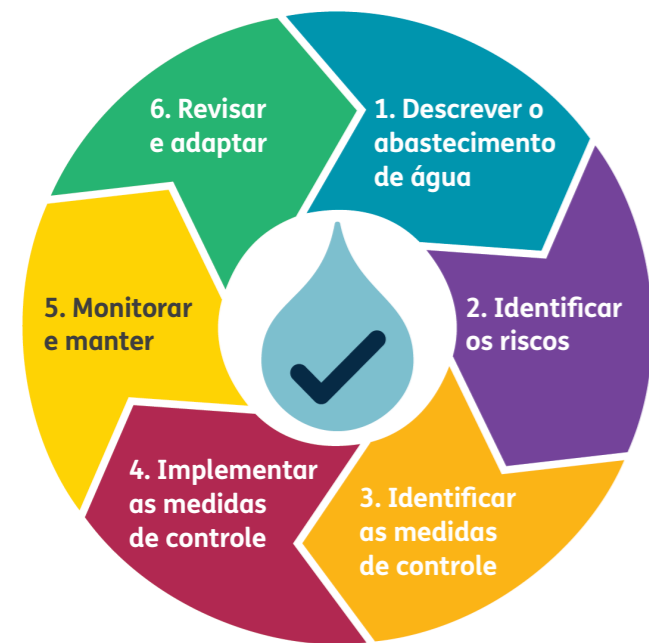 1. Descrever o
abastecimento
de água
2. Identificar
os riscos
3. Identificar
as medidas
de controle
4. Implementar
as medidas
de controle
5. Monitorar
e manter
6. Revisar
e adaptar